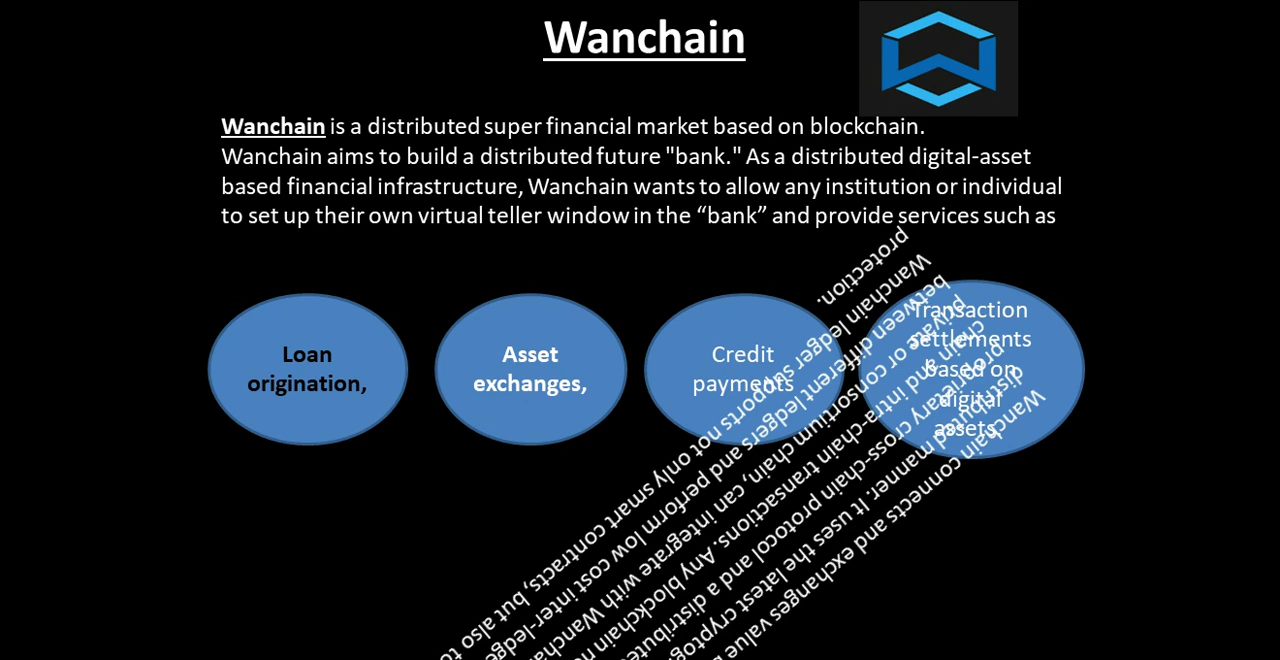 Wanchain
Wanchain is a distributed super financial market based on blockchain.
Wanchain aims to build a distributed future "bank." As a distributed digital-asset
based financial infrastructure, Wanchain wants to allow any institution or individual
to set up their own virtual teller window in the “bank” and provide services such as
Loan
origination,
Asset
exchanges,
Credit
payments
Transaction
settlements
based on
digital
assets
Wanchain connects and exchanges value
distributed manner. It uses the latest
proprietary cross-chain protocol and a
chain and intra-chain transactions. Any blockchain
private or consortium chain, can integrate with
between different ledgers and perform low cost
Wanchain ledger supports not only smart contracts, but also
protection.